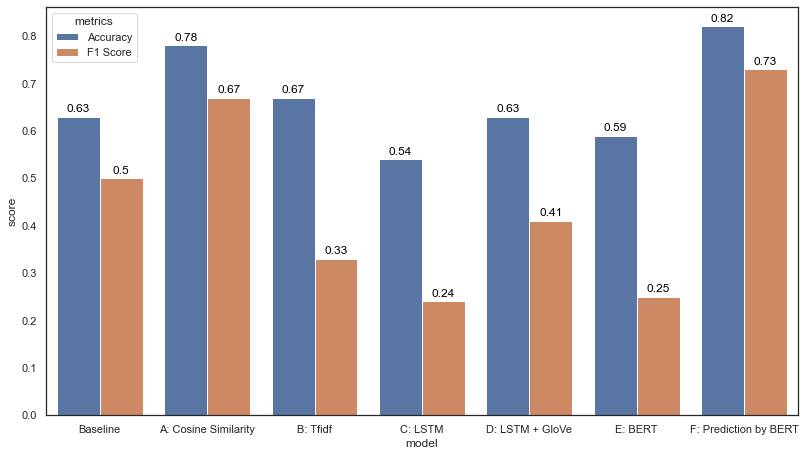 metrics
Accuracy
F1 Score
score
0.8
0.7
0.6
0.5
0.4
0.3
0.2
0.1
0.0
0.63
0.5
0.78
0.67
0.67
0.33
0.54
0.24
0.63
0.41
0.59
0.25
0.82
0.73
Baseline
A: Cosine Similarity
B: Tfidf
C: LSTM
D: LSTM + GloVe
E: BERT
F: Prediction by BERT
model